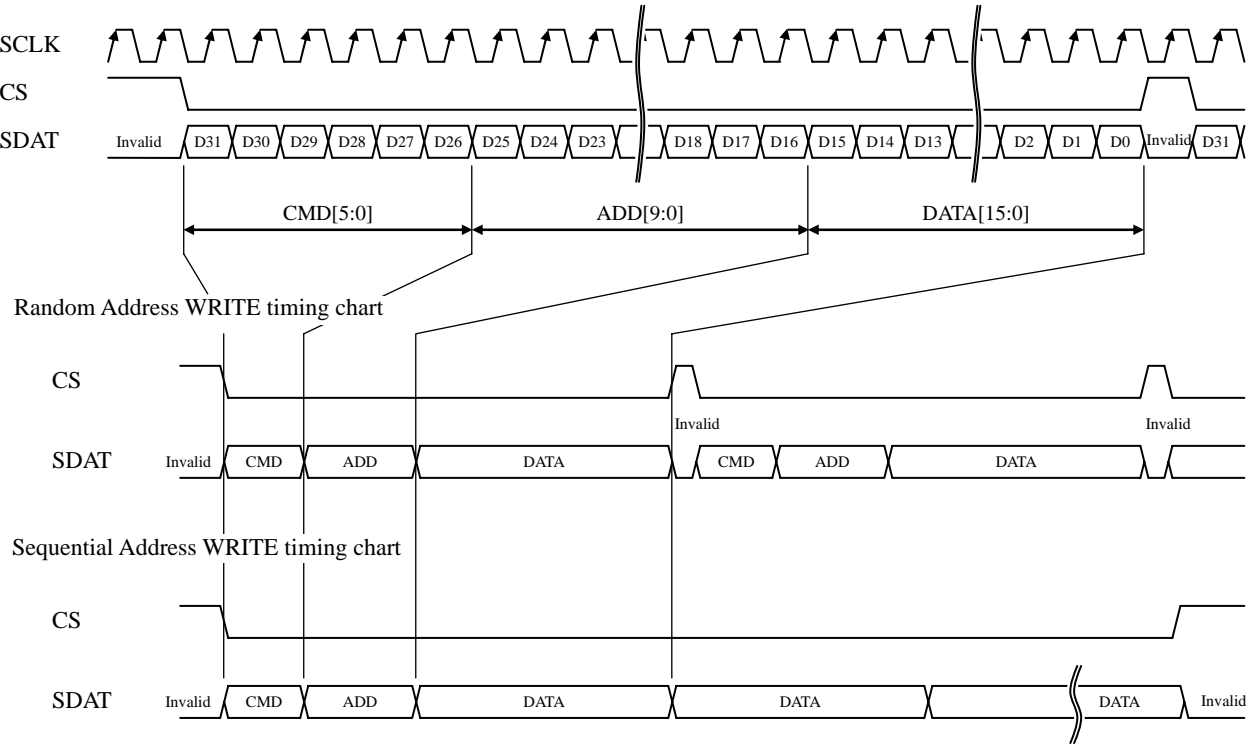 SCLK
CS
SDAT Invalid D31 D30 D29 D28 D27 D26 D25 D24 D23 D18 D17 D16 D15 D14 D13 D2 D1 D0 Invalid D31
CMD[5:0] ADD[9:0] DATA[15:0]
Random Address WRITE timing chart
CS
Invalid Invalid
SDAT Invalid CMD ADD DATA CMD ADD DATA
Sequential Address WRITE timing chart
CS
SDAT Invalid CMD ADD DATA DATA DATA Invalid